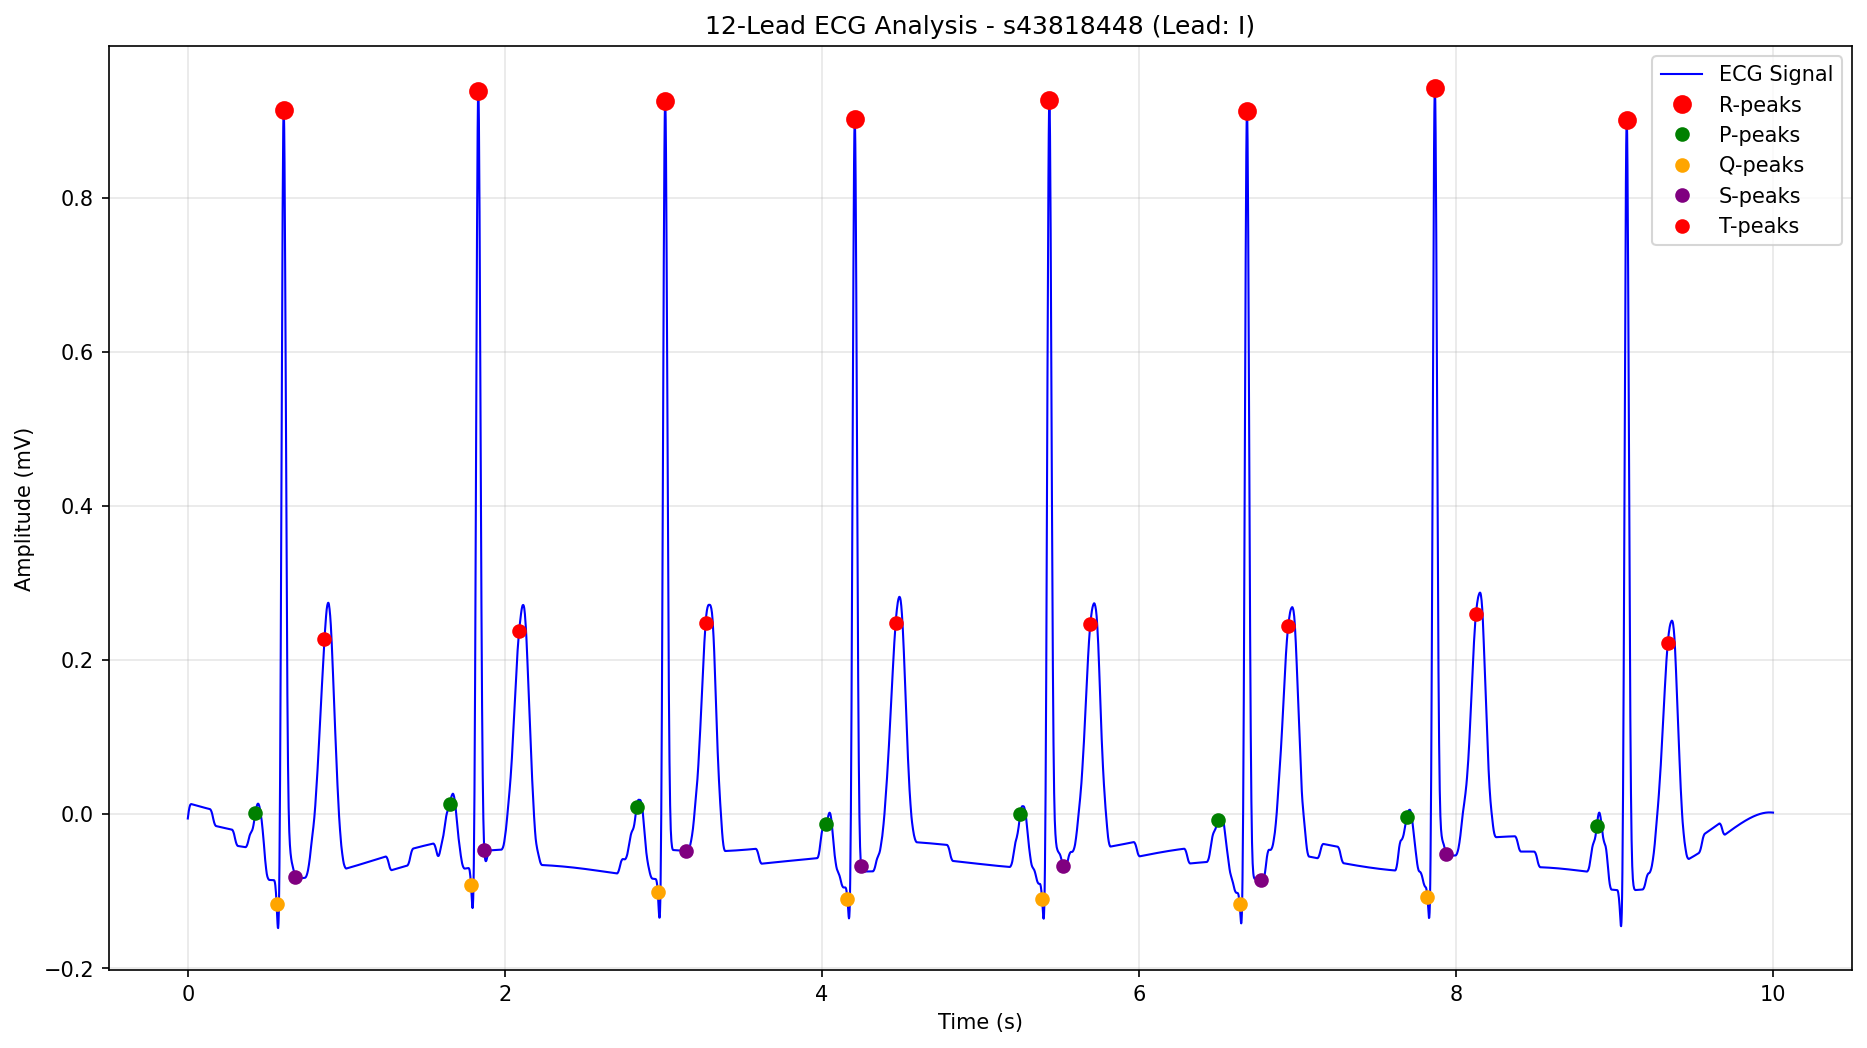 12-Lead ECG Analysis - s43818448 (Lead: I)
ECG Signal
R-peaks
P-peaks
Q-peaks
S-peaks
T-peaks
Amplitude (mV)
0.8
0.6
0.4
0.2
0.0
−0.2
0 2 4 6 8 10
Time (s)